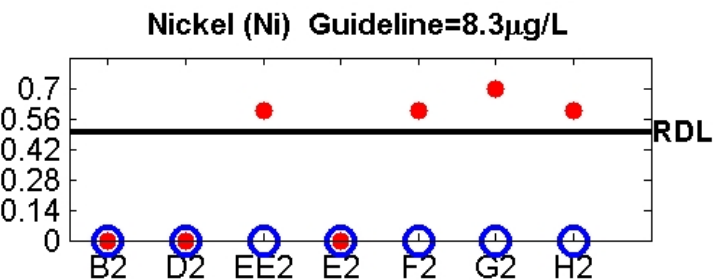 Nickel (Ni)  Guideline=8.3μg/L
0.7
0.56
RDL
0.42
0.28
0.14
0
B2 D2 EE2 E2 F2 G2 H2